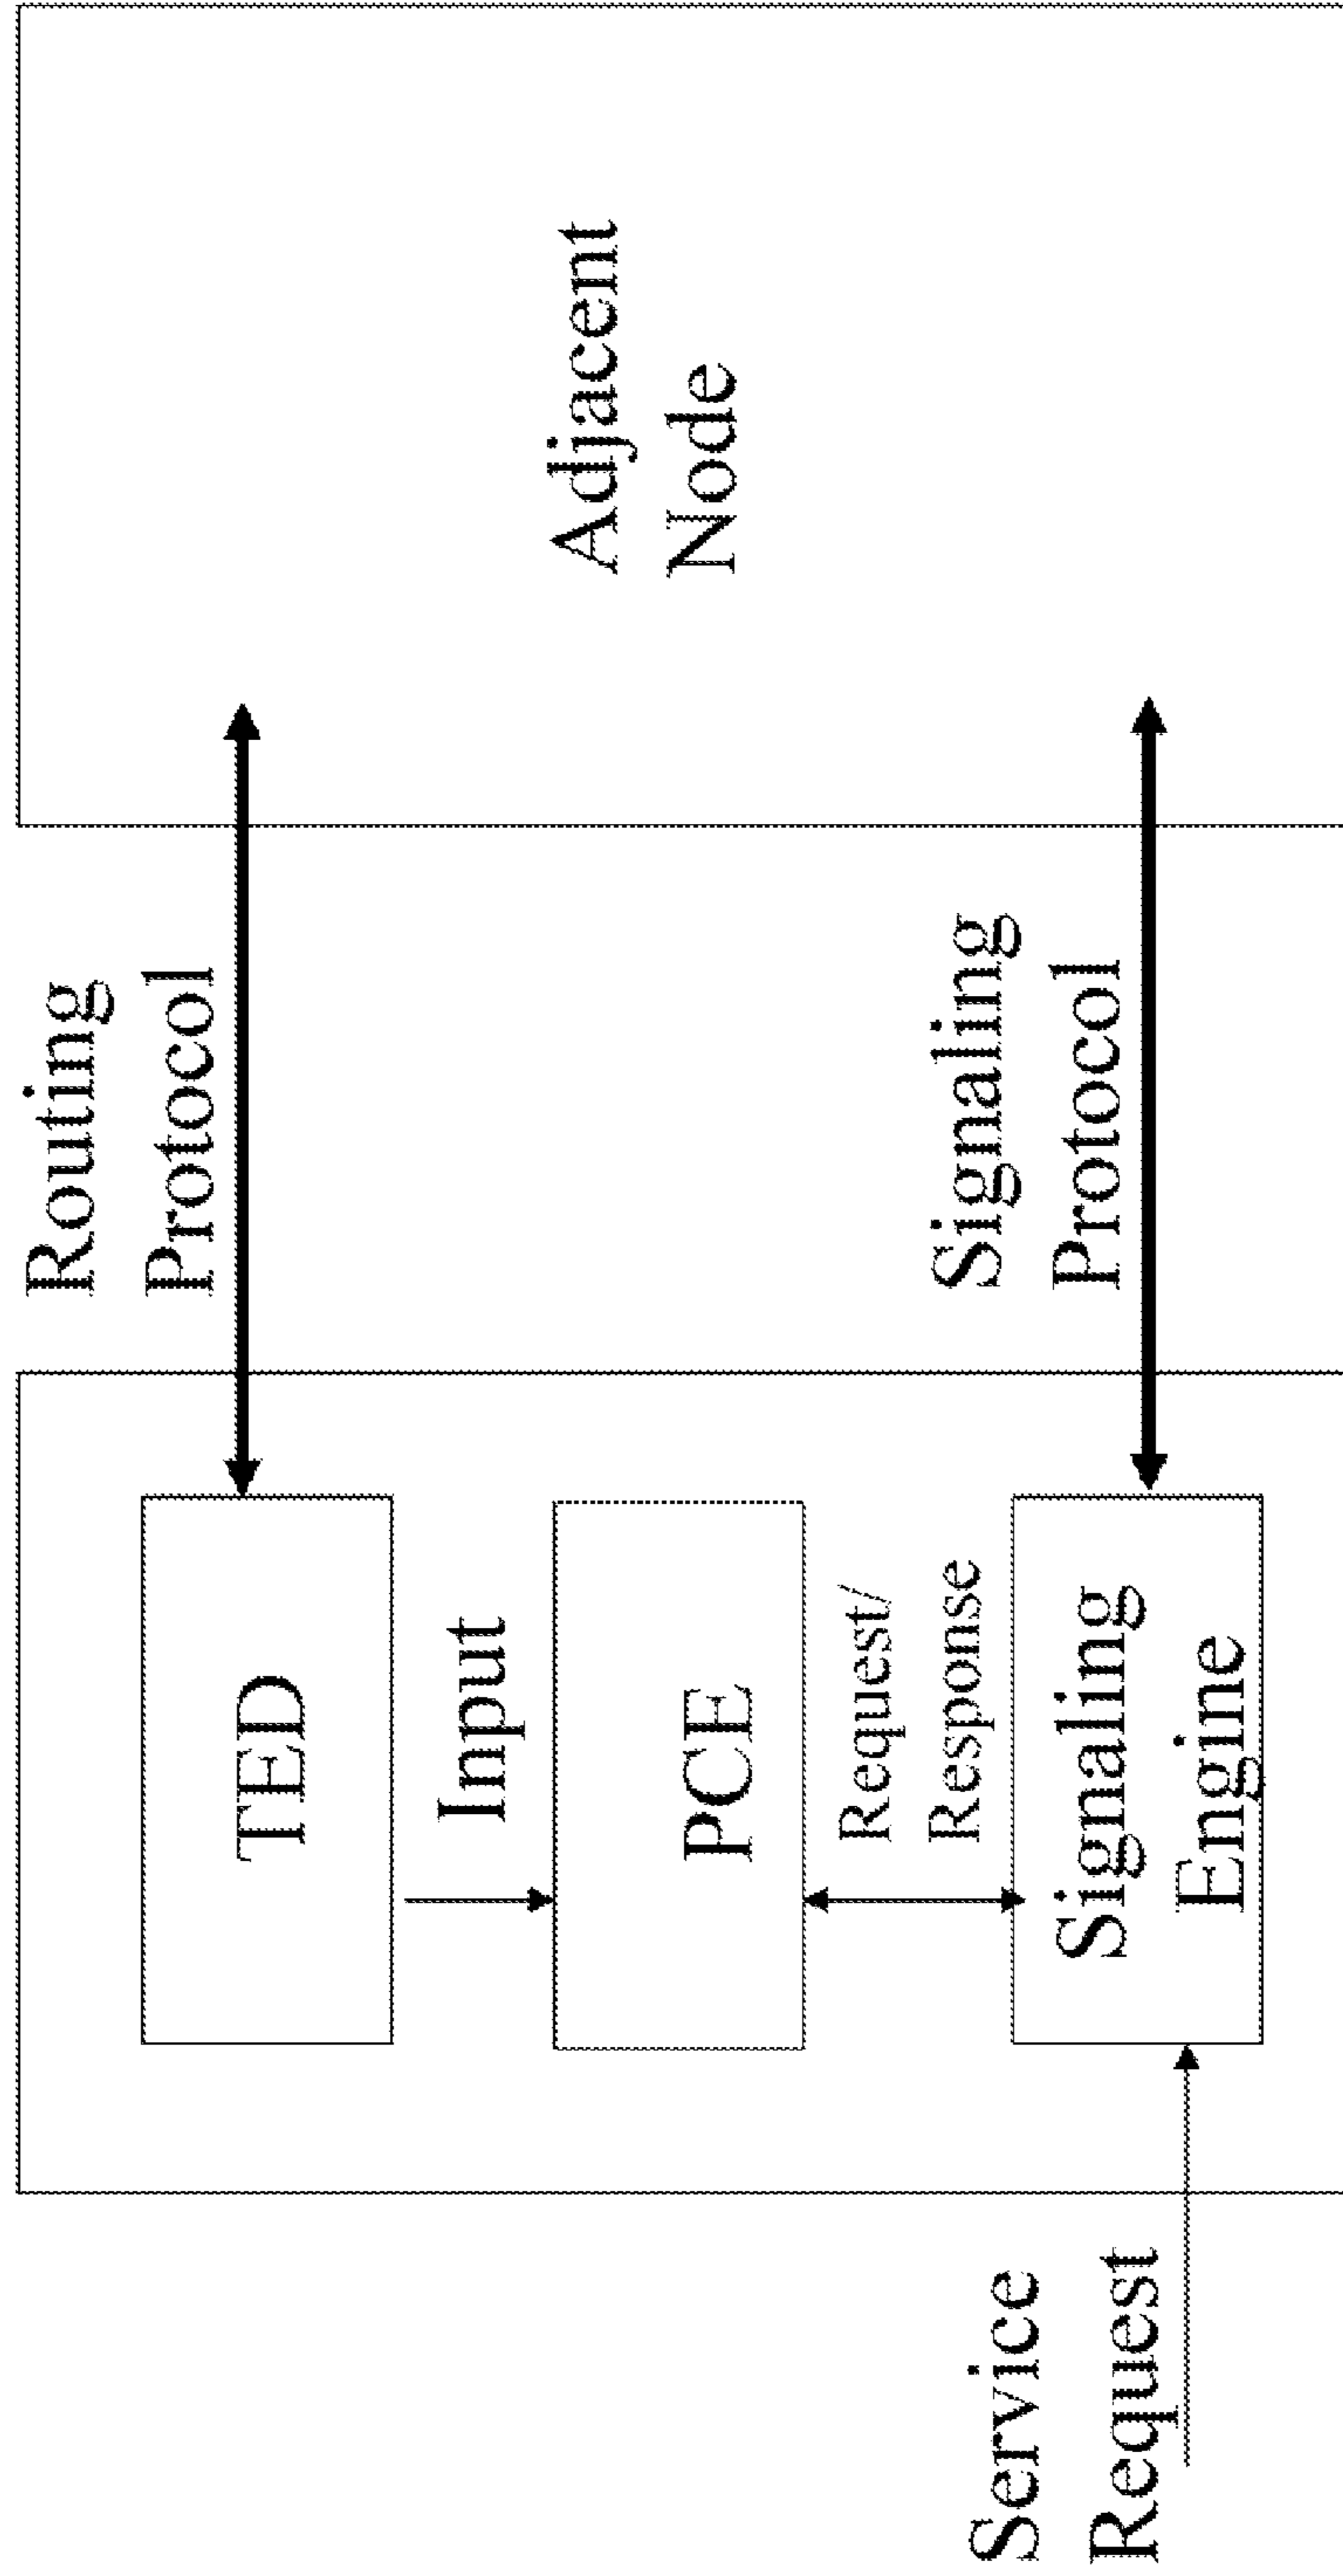 Routing
Protocol
TED
Input
PCE
Request/
Response
Adjacent
Node
Signaling
Protocol
Service
Request
Signaling
Engine